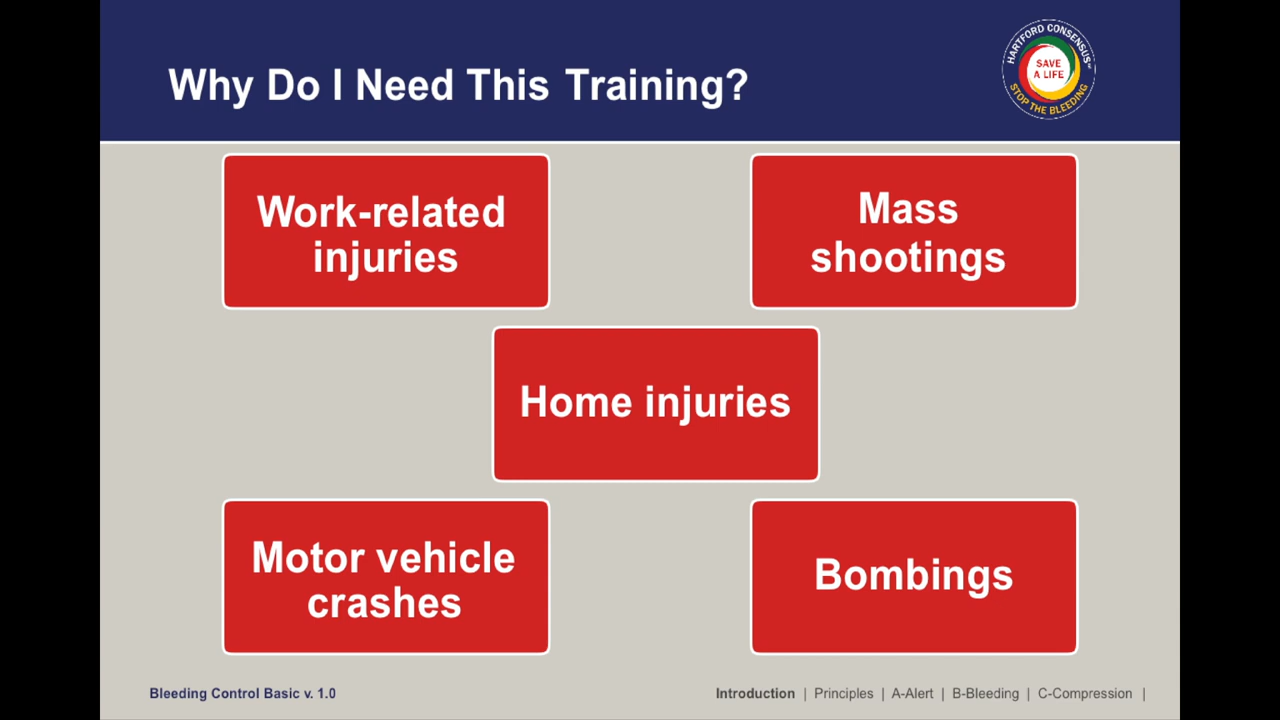 Why Do I Need This Training?
HARTFORD CONSENSUS℠
SAVE
A LIFE
STOP THE BLEEDING
Work-related
injuries
Mass
shootings
Home injuries
Motor vehicle
crashes
Bombings
Bleeding Control Basic v. 1.0
Introduction | Principles | A-Alert | B-Bleeding | C-Compression |